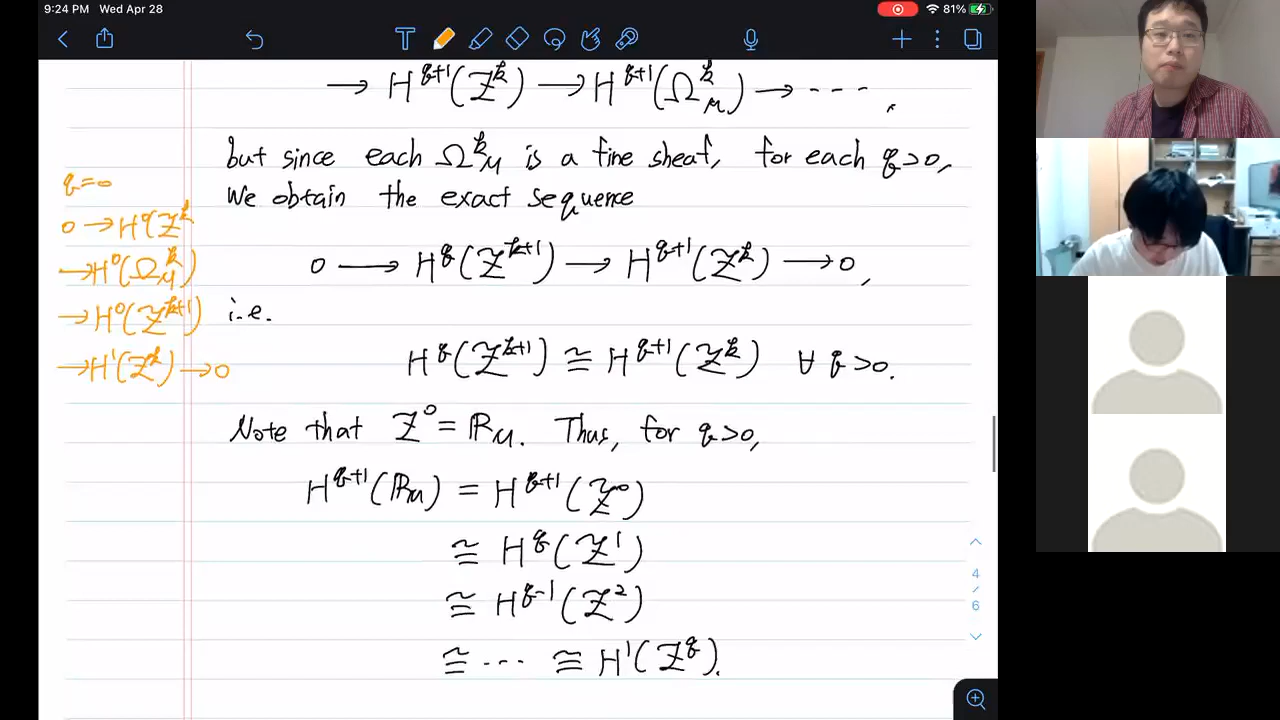 9:24 PM Wed Apr 28
81%
→ H^{q+1}(Z^k) → H^{q+1}(Ω^k_M) → ··· ,
but since each Ω^k_M is a fine sheaf, for each q>0,
we obtain the exact sequence
0 → H^q(Z^{k+1}) → H^{q+1}(Z^k) → 0,
i.e.
H^q(Z^{k+1}) ≅ H^{q+1}(Z^k) ∀ q>0.
Note that Z^0 = ℝ_M. Thus, for q>0,
H^{q+1}(ℝ_M) = H^{q+1}(Z^0)
≅ H^q(Z^1)
≅ H^{q-1}(Z^2)
≅ ··· ≅ H^1(Z^q).
q=0
0 → H^0(Z^k
→ H^0(Ω^k_M)
→ H^0(Z^{k+1})
→ H^1(Z^k) → 0
4
6